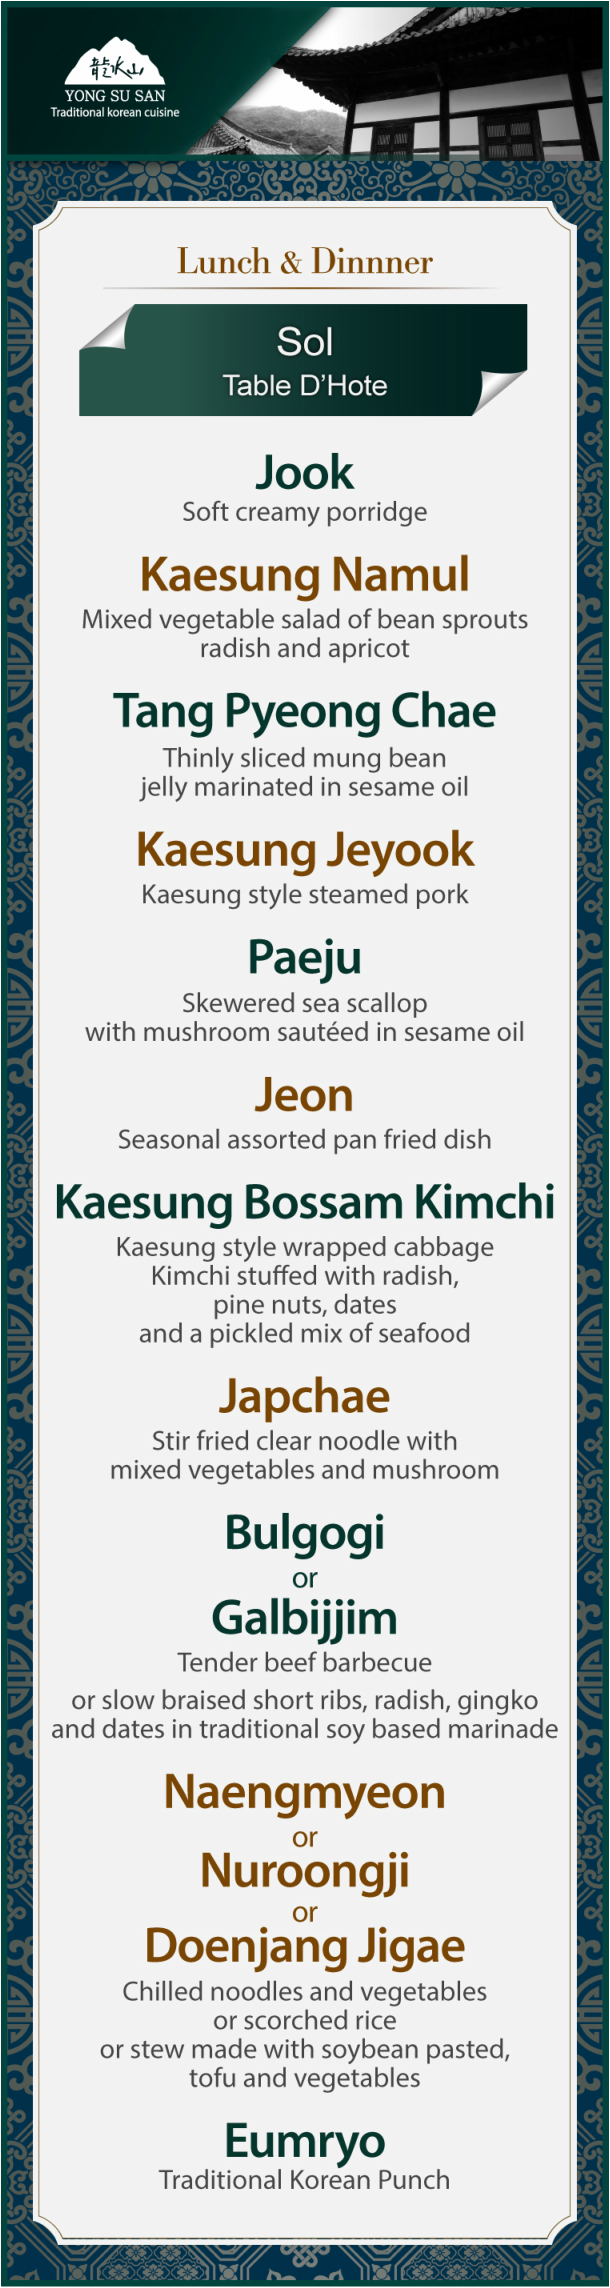 龍水山
YONG SU SAN
Traditional korean cuisine
Lunch & Dinnner
Sol
Table D'Hote
Jook
Soft creamy porridge
Kaesung Namul
Mixed vegetable salad of bean sprouts
radish and apricot
Tang Pyeong Chae
Thinly sliced mung bean
jelly marinated in sesame oil
Kaesung Jeyook
Kaesung style steamed pork
Paeju
Skewered sea scallop
with mushroom sautéed in sesame oil
Jeon
Seasonal assorted pan fried dish
Kaesung Bossam Kimchi
Kaesung style wrapped cabbage
Kimchi stuffed with radish,
pine nuts, dates
and a pickled mix of seafood
Japchae
Stir fried clear noodle with
mixed vegetables and mushroom
Bulgogi
or
Galbijjim
Tender beef barbecue
or slow braised short ribs, radish, gingko
and dates in traditional soy based marinade
Naengmyeon
or
Nuroongji
or
Doenjang Jigae
Chilled noodles and vegetables
or scorched rice
or stew made with soybean pasted,
tofu and vegetables
Eumryo
Traditional Korean Punch